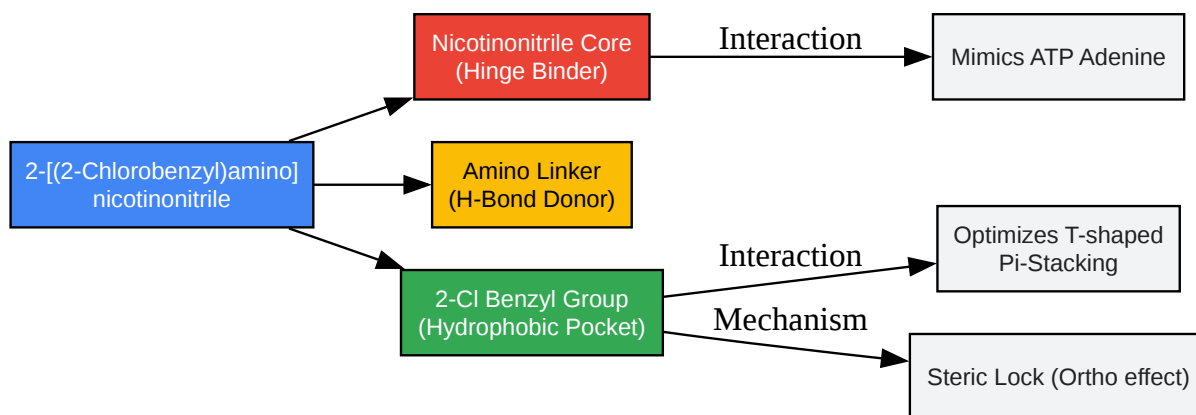 2-[(2-Chlorobenzyl)amino]
nicotinonitrile
Nicotinonitrile Core
(Hinge Binder)
Interaction
Mimics ATP Adenine
Amino Linker
(H-Bond Donor)
2-Cl Benzyl Group
(Hydrophobic Pocket)
Interaction
Optimizes T-shaped
Pi-Stacking
Mechanism
Steric Lock (Ortho effect)